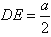 DE = a/2